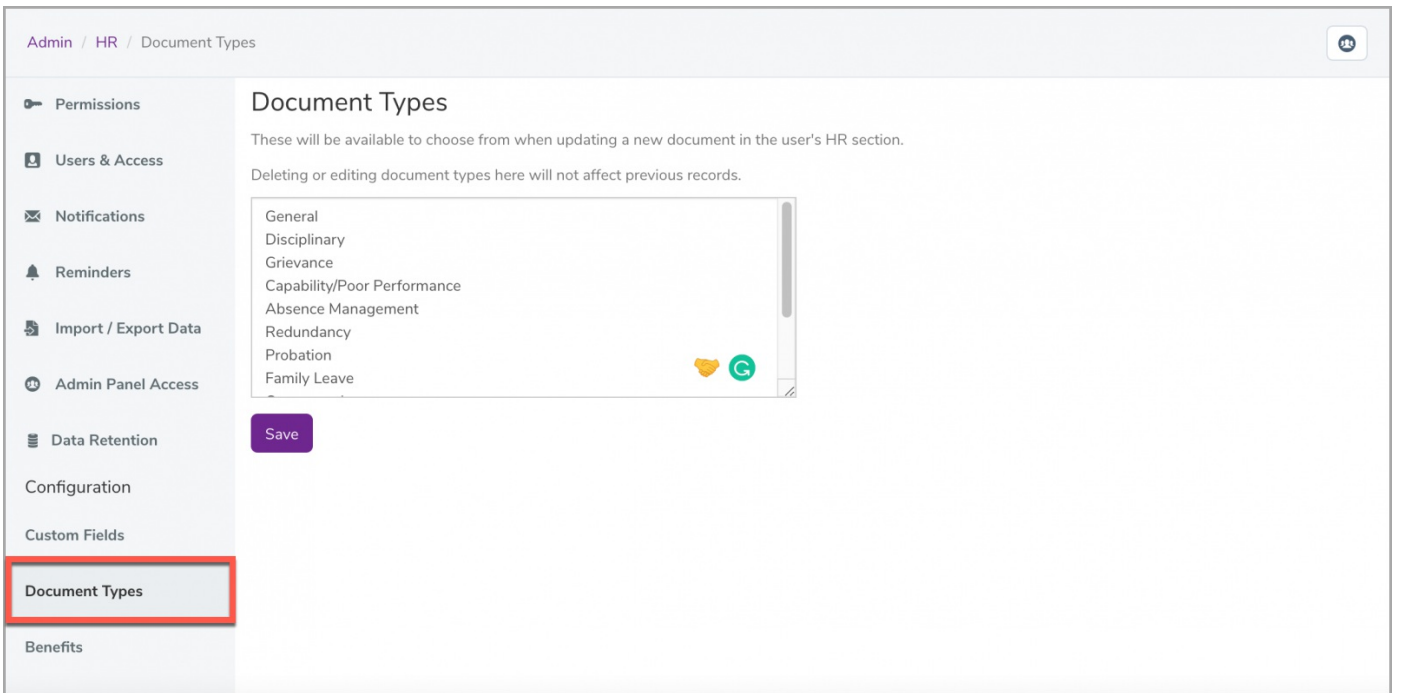 Admin / HR / Document Types
Permissions
Users & Access
Notifications
Reminders
Import / Export Data
Admin Panel Access
Data Retention
Configuration
Custom Fields
Document Types
Benefits
Document Types
These will be available to choose from when updating a new document in the user's HR section.
Deleting or editing document types here will not affect previous records.
General
Disciplinary
Grievance
Capability/Poor Performance
Absence Management
Redundancy
Probation
Family Leave
Save